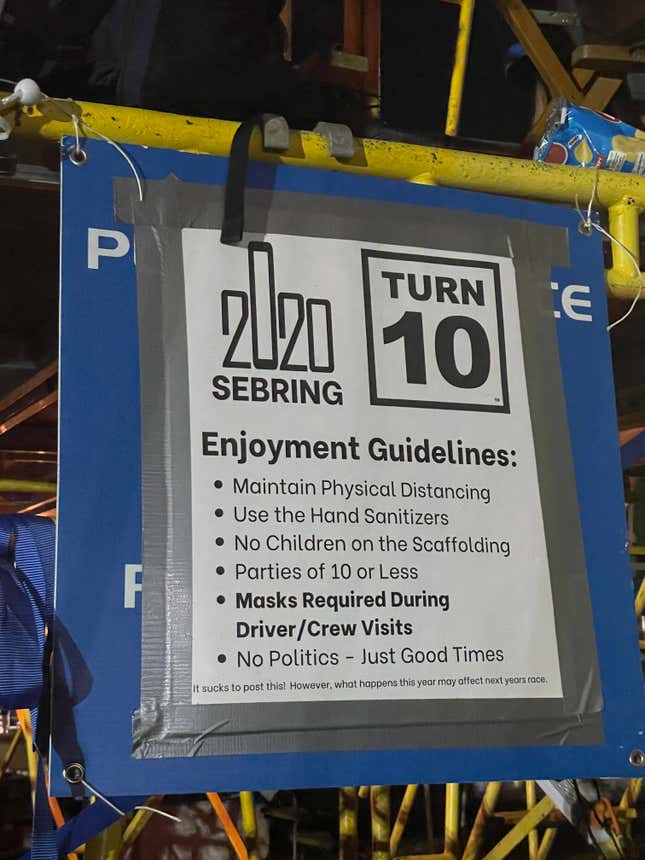 P
CE
2020
SEBRING
TURN
10
Enjoyment Guidelines:
• Maintain Physical Distancing
• Use the Hand Sanitizers
• No Children on the Scaffolding
• Parties of 10 or Less
• Masks Required During
Driver/Crew Visits
• No Politics - Just Good Times
It sucks to post this! However, what happens this year may affect next years race.